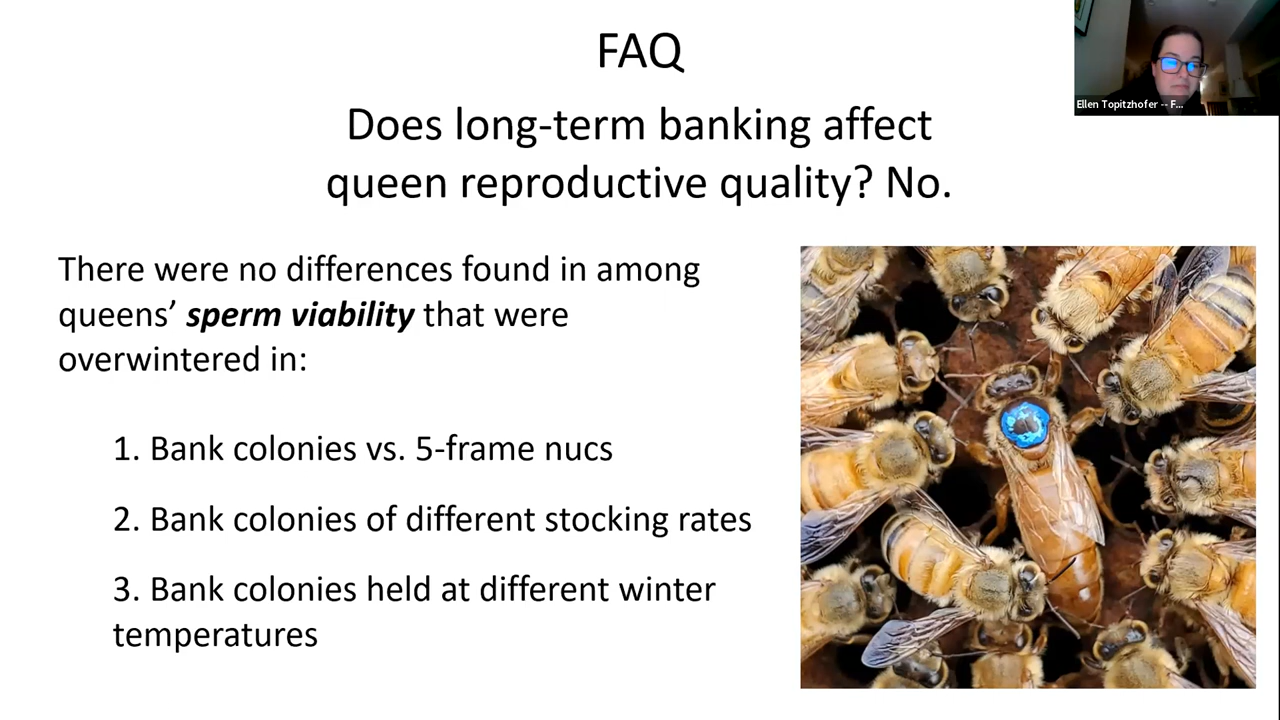 FAQ
Does long-term banking affect
queen reproductive quality? No.
Ellen Topitzhofer -- F...
There were no differences found in among
queens’ sperm viability that were
overwintered in:
1. Bank colonies vs. 5-frame nucs
2. Bank colonies of different stocking rates
3. Bank colonies held at different winter
temperatures